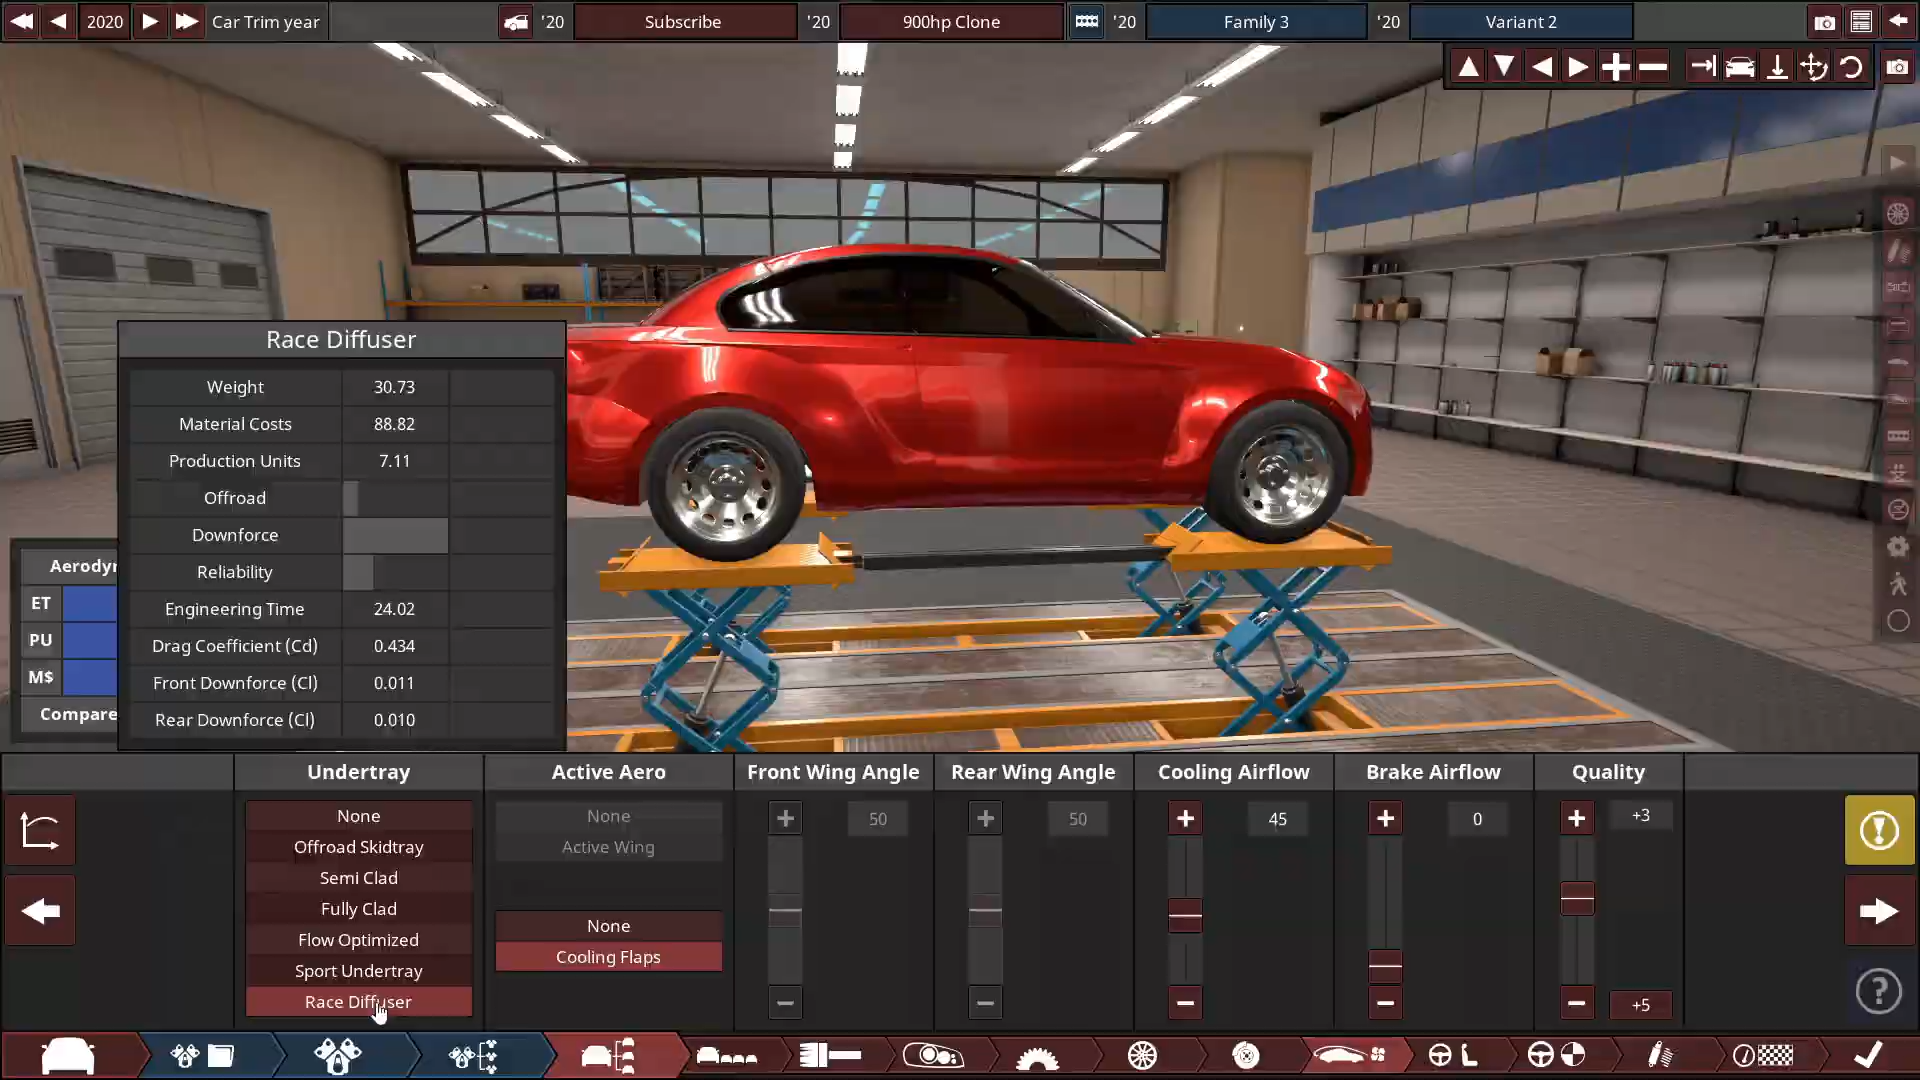 2020 Car Trim year '20 Subscribe '20 900hp Clone '20 Family 3 '20 Variant 2
Race Diffuser
Weight 30.73
Material Costs 88.82
Production Units 7.11
Offroad
Downforce
Reliability
Engineering Time 24.02
Drag Coefficient (Cd) 0.434
Front Downforce (Cl) 0.011
Rear Downforce (Cl) 0.010
Aerodyn
ET
PU
M$
Compare
Undertray
None
Offroad Skidtray
Semi Clad
Fully Clad
Flow Optimized
Sport Undertray
Race Diffuser
Active Aero
None
Active Wing
None
Cooling Flaps
Front Wing Angle
50
Rear Wing Angle
50
Cooling Airflow
45
Brake Airflow
0
Quality
+3
+5